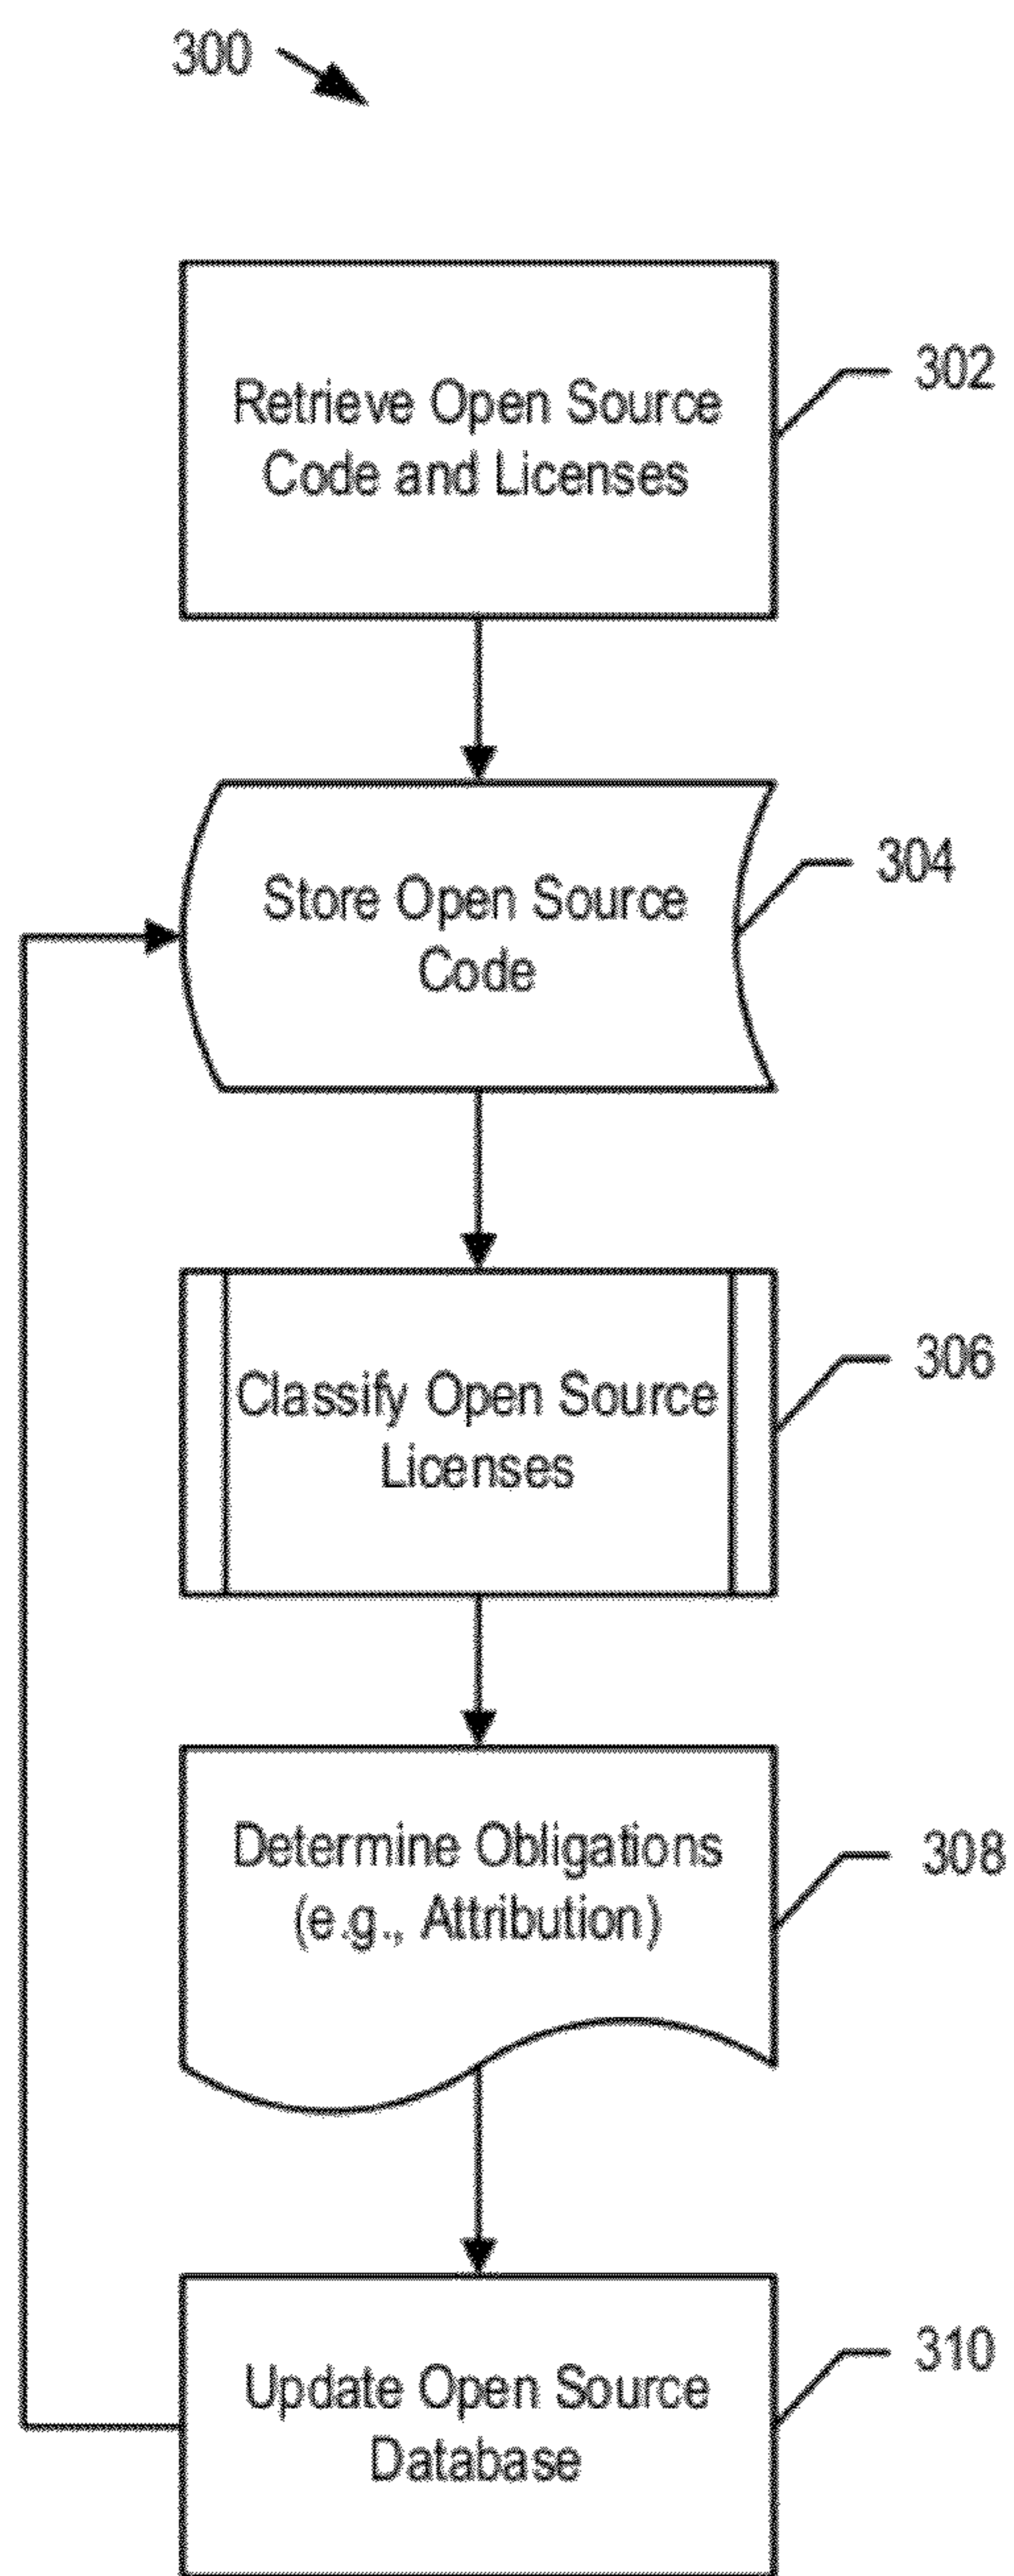 300
Retrieve Open Source
Code and Licenses
302
Store Open Source
Code
304
Classify Open Source
Licenses
306
Determine Obligations
(e.g., Attribution)
308
Update Open Source
Database
310